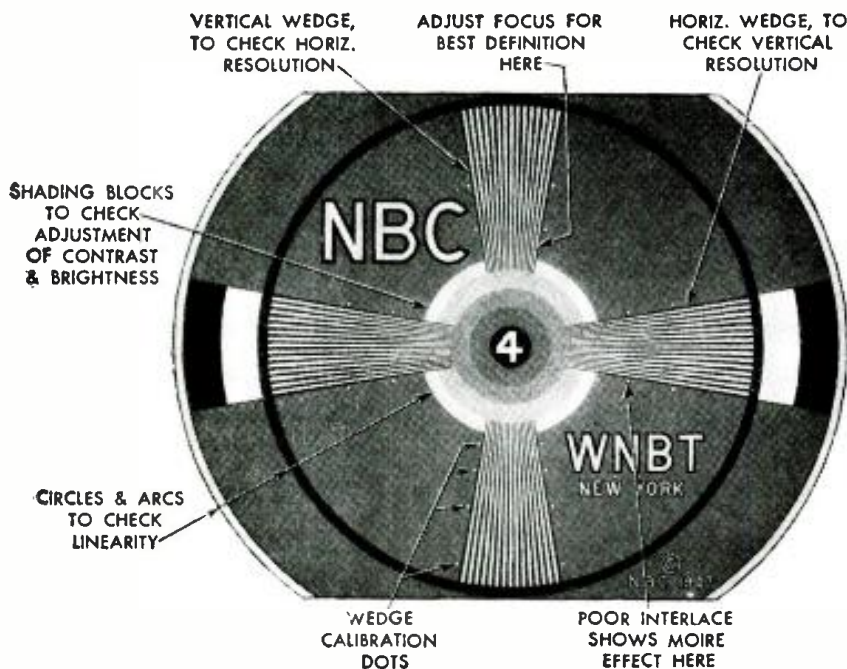 VERTICAL WEDGE,
TO CHECK HORIZ.
RESOLUTION
ADJUST FOCUS FOR
BEST DEFINITION
HERE
HORIZ. WEDGE, TO
CHECK VERTICAL
RESOLUTION
SHADING BLOCKS
TO CHECK
ADJUSTMENT
OF CONTRAST
& BRIGHTNESS
NBC
4
WNBT
NEW YORK
CIRCLES & ARCS
TO CHECK
LINEARITY
©
NBC
WEDGE
CALIBRATION
DOTS
POOR INTERLACE
SHOWS MOIRE
EFFECT HERE